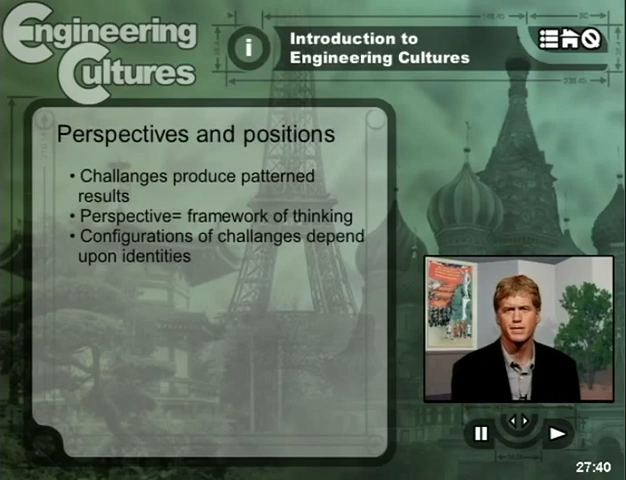 Engineering
Cultures
i
Introduction to
Engineering Cultures
Perspectives and positions
• Challanges produce patterned
results
• Perspective= framework of thinking
• Configurations of challanges depend
upon identities
27:40